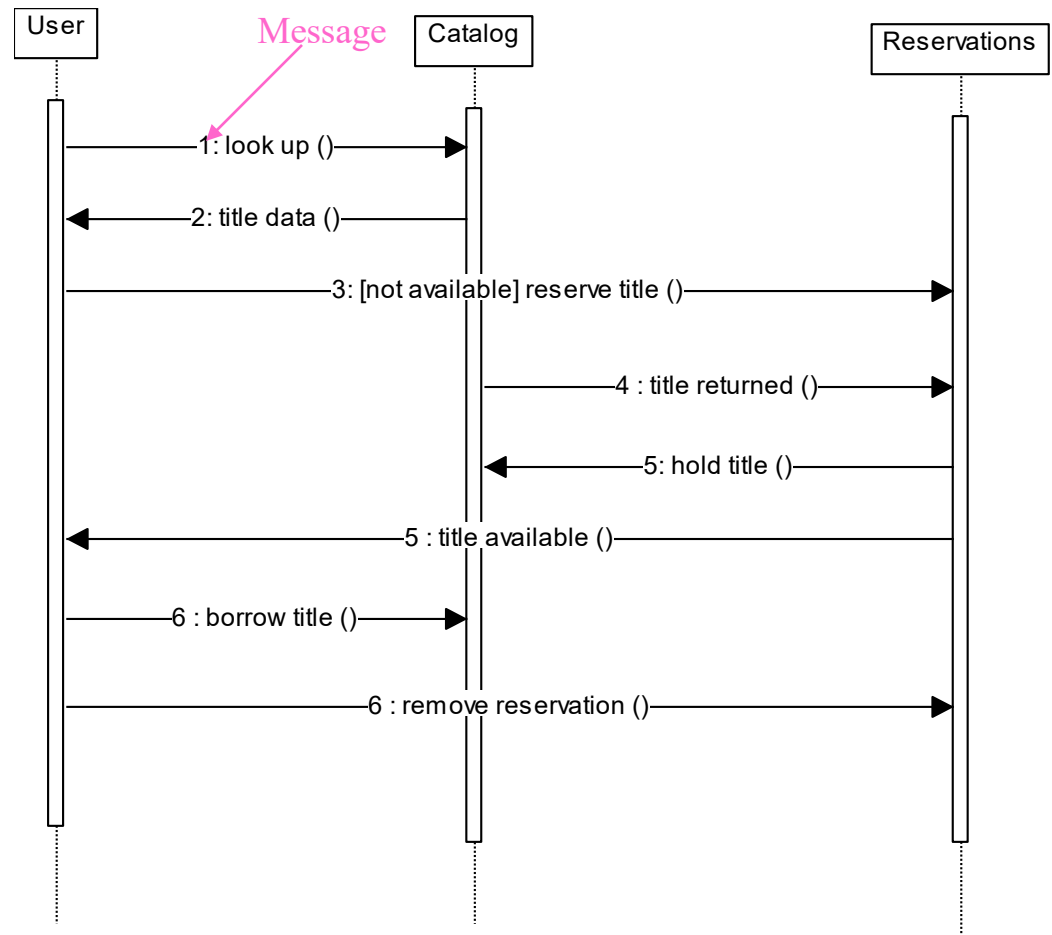 User
Message
Catalog
Reservations
1: look up ()
2: title data ()
3: [not available] reserve title ()
4 : title returned ()
5: hold title ()
5 : title available ()
6 : borrow title ()
6 : remove reservation ()